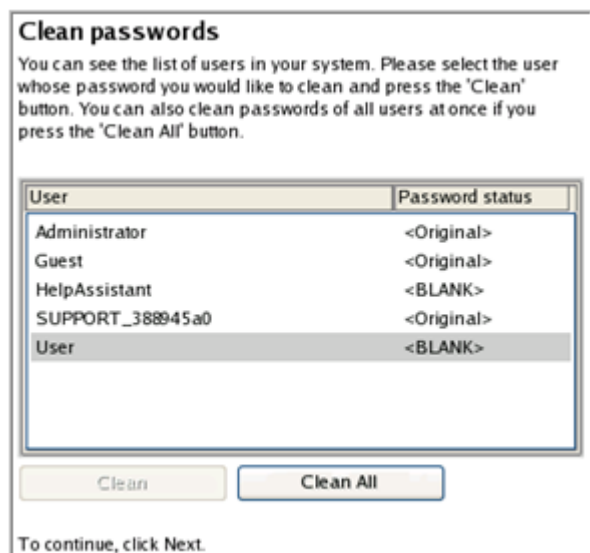 Clean passwords
You can see the list of users in your system. Please select the user
whose password you would like to clean and press the 'Clean'
button. You can also clean passwords of all users at once if you
press the 'Clean All' button.
User Password status
Administrator <Original>
Guest <Original>
HelpAssistant <BLANK>
SUPPORT_388945a0 <Original>
User <BLANK>
Clean Clean All
To continue, click Next.